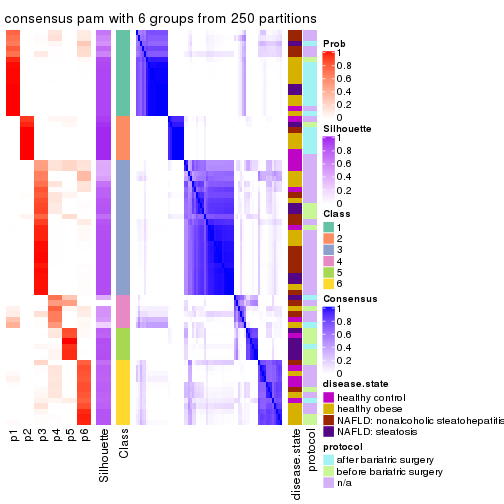 consensus pam with 6 groups from 250 partitions
Prob
1
0.8
0.6
0.4
0.2
0
Silhouette
1
0.8
0.6
0.4
0.2
0
Class
1
2
3
4
5
6
Consensus
1
0.8
0.6
0.4
0.2
0
disease.state
healthy control
healthy obese
NAFLD: nonalcoholic steatohepatitis
NAFLD: steatosis
protocol
after bariatric surgery
before bariatric surgery
n/a
p1
p2
p3
p4
p5
p6
Silhouette
Class
disease.state
protocol